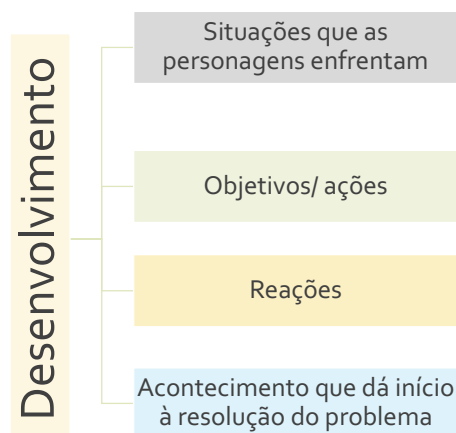 Desenvolvimento
Situações que as
personagens enfrentam
Objetivos/ ações
Reações
Acontecimento que dá início
à resolução do problema